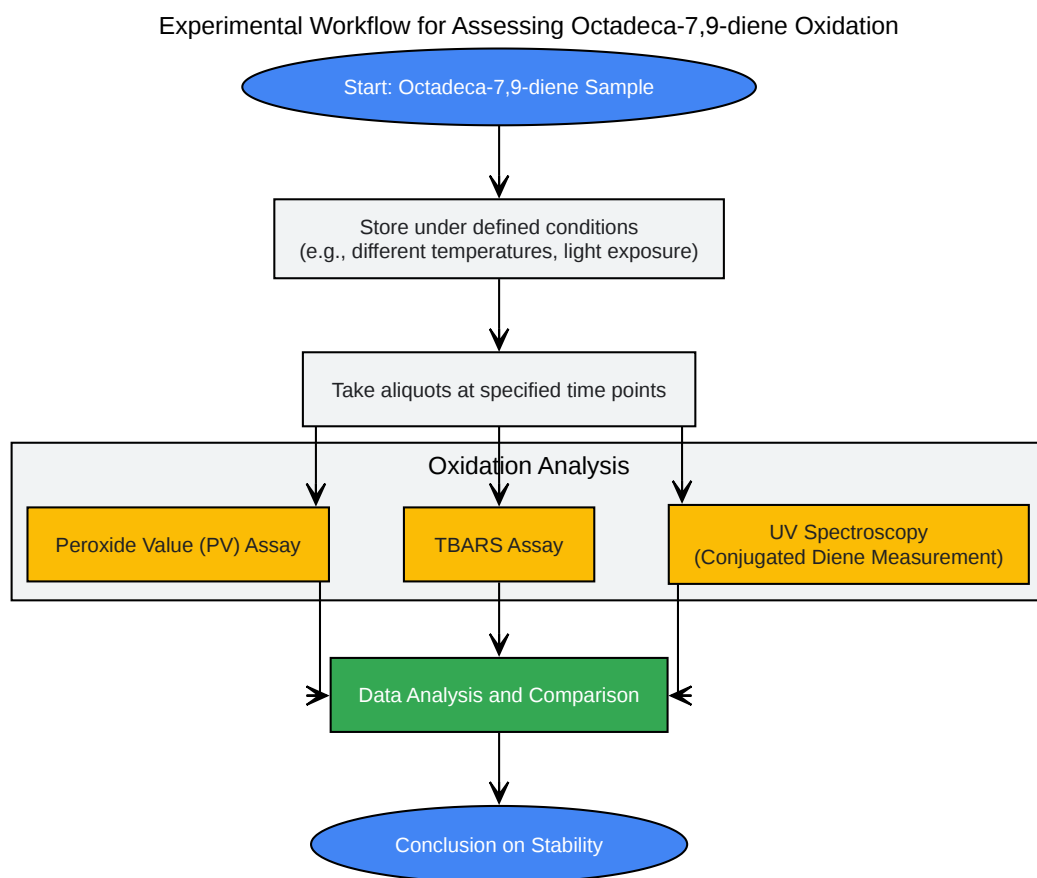 Experimental Workflow for Assessing Octadeca-7,9-diene Oxidation
Start: Octadeca-7,9-diene Sample
Store under defined conditions
(e.g., different temperatures, light exposure)
Take aliquots at specified time points
Oxidation Analysis
Peroxide Value (PV) Assay
TBARS Assay
UV Spectroscopy
(Conjugated Diene Measurement)
Data Analysis and Comparison
Conclusion on Stability